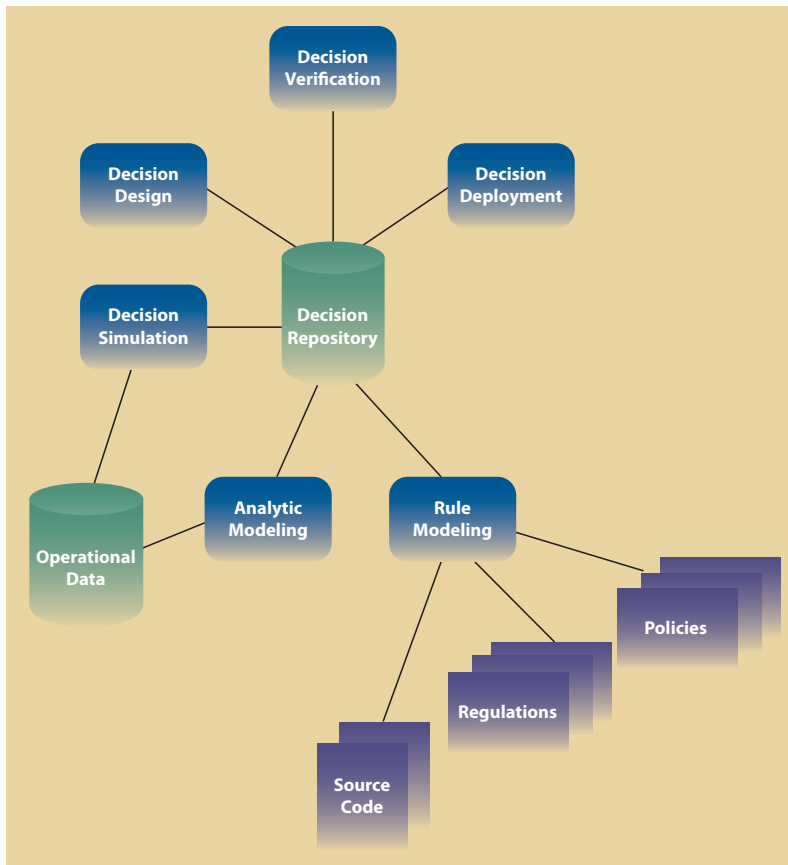 Decision
Verification
Decision
Design
Decision
Deployment
Decision
Simulation
Decision
Repository
Analytic
Modeling
Rule
Modeling
Operational
Data
Policies
Regulations
Source
Code